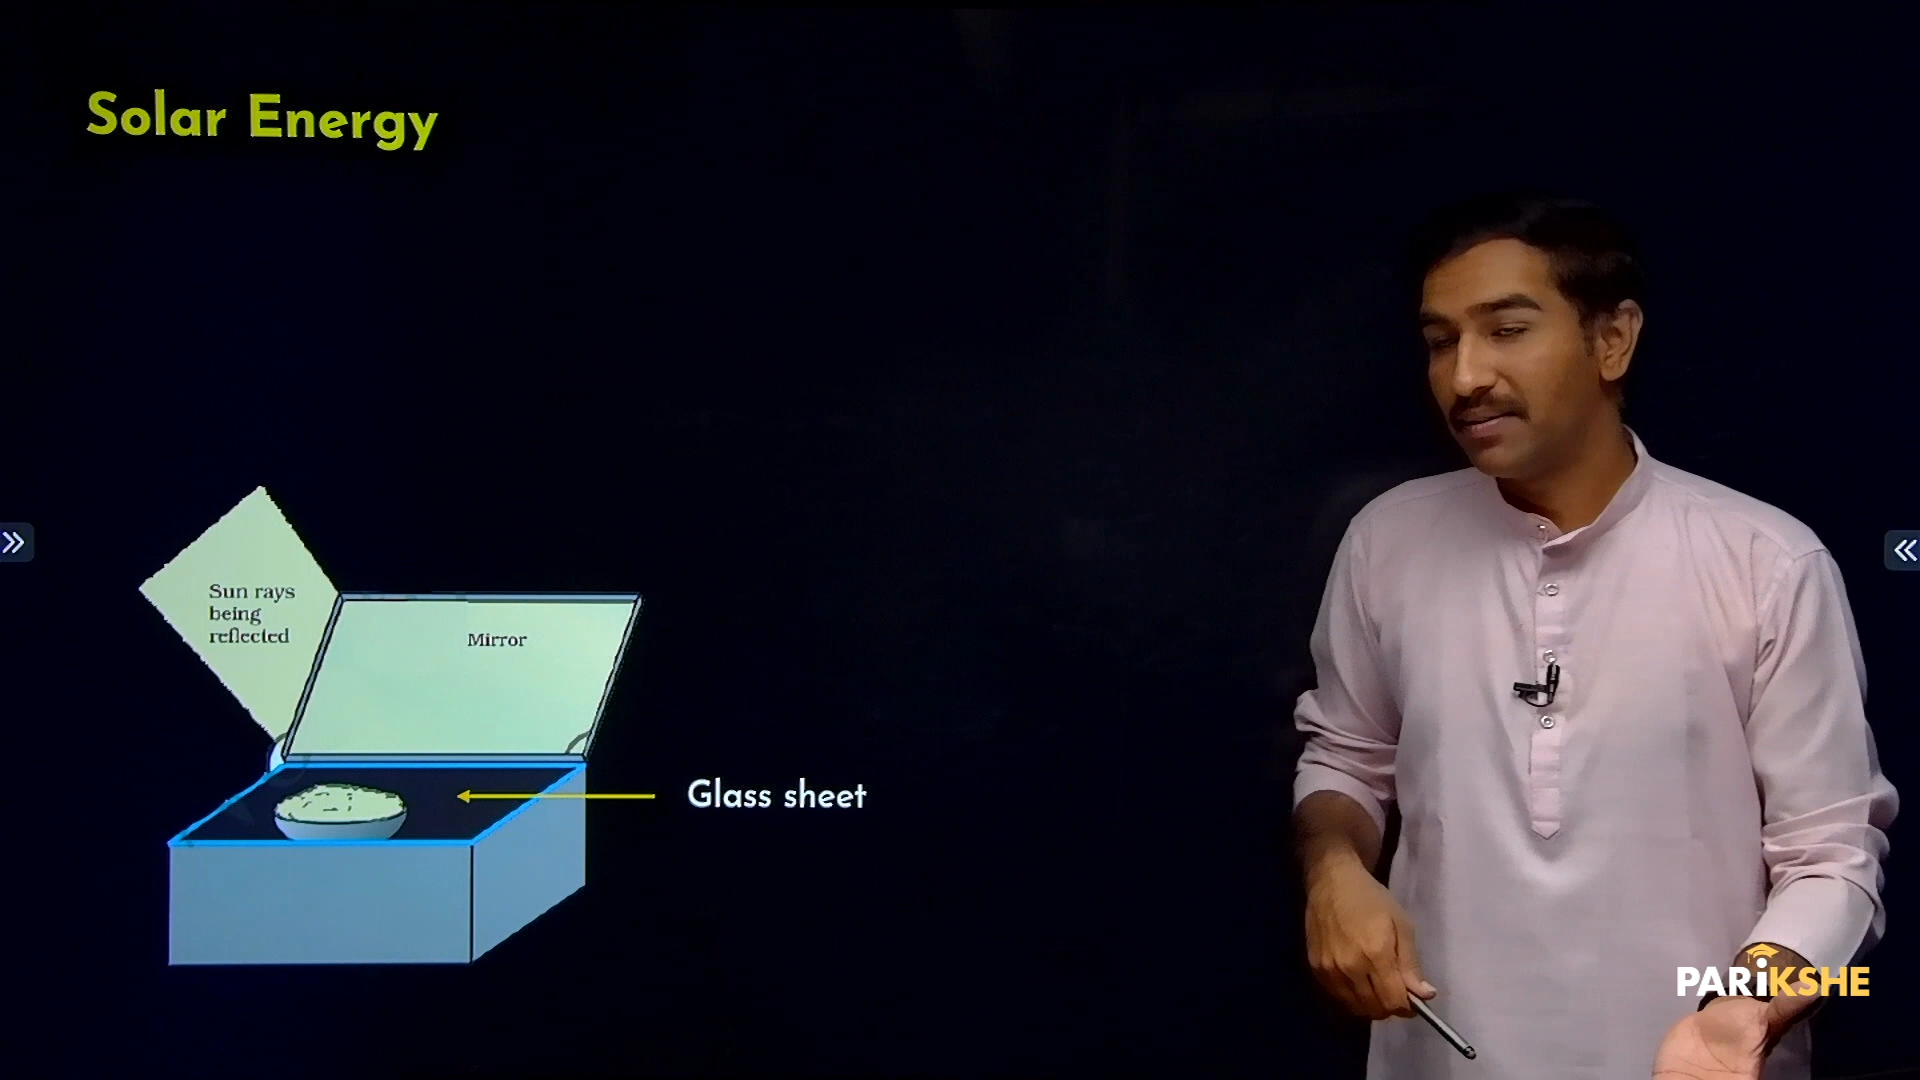 Solar Energy
Sun rays
being
reflected
Mirror
Glass sheet
PARiKSHE